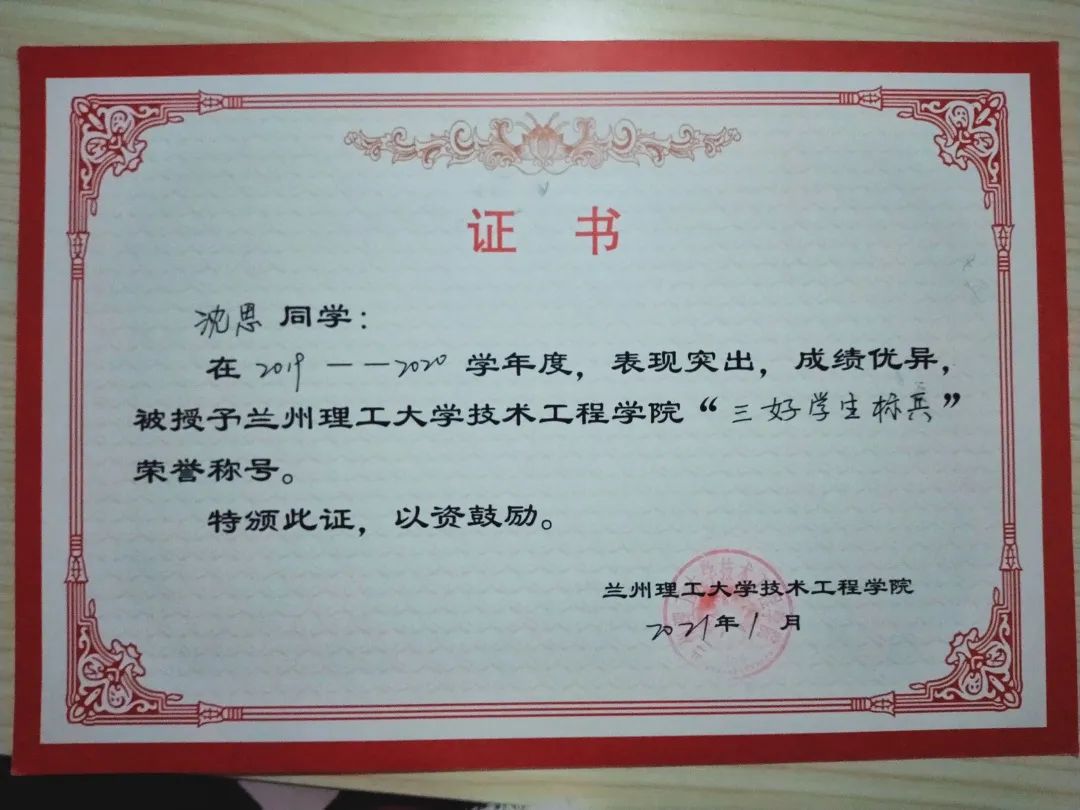 证书
沈恩 同学：
在 2019 ——2020 学年度，表现突出，成绩优异，
被授予兰州理工大学技术工程学院“三好学生标兵”
荣誉称号。
特颁此证，以资鼓励。
兰州理工大学技术工程学院
2021年1月